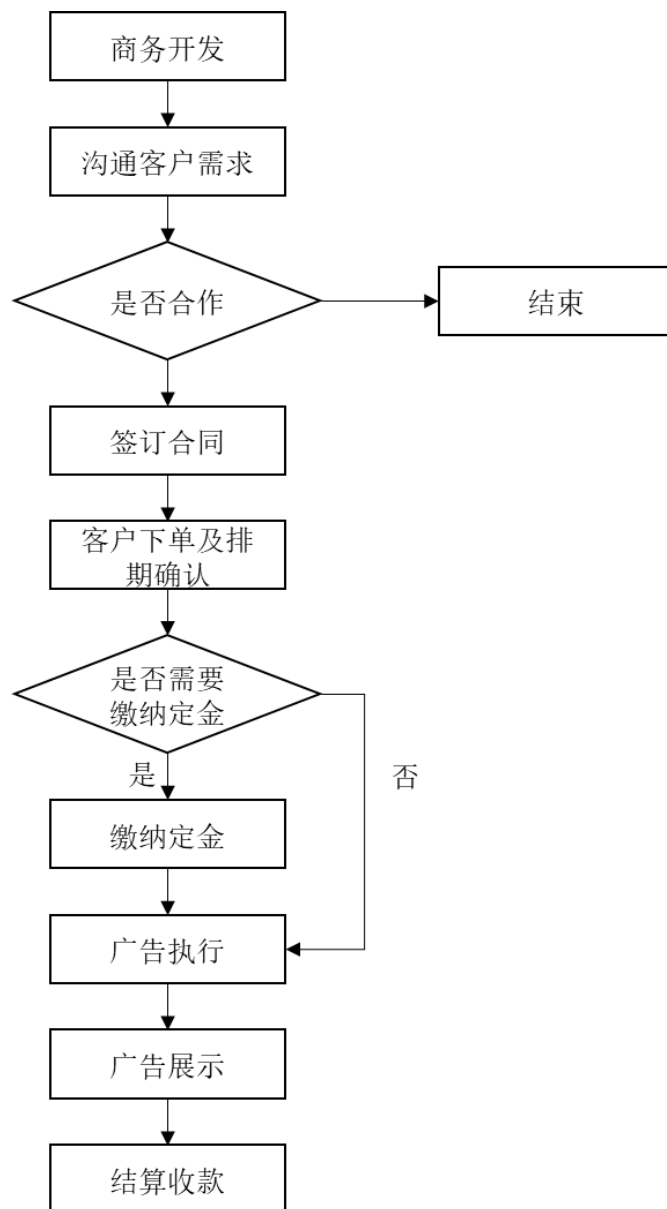 商务开发
沟通客户需求
是否合作
结束
签订合同
客户下单及排
期确认
是否需要
缴纳定金
是
否
缴纳定金
广告执行
广告展示
结算收款